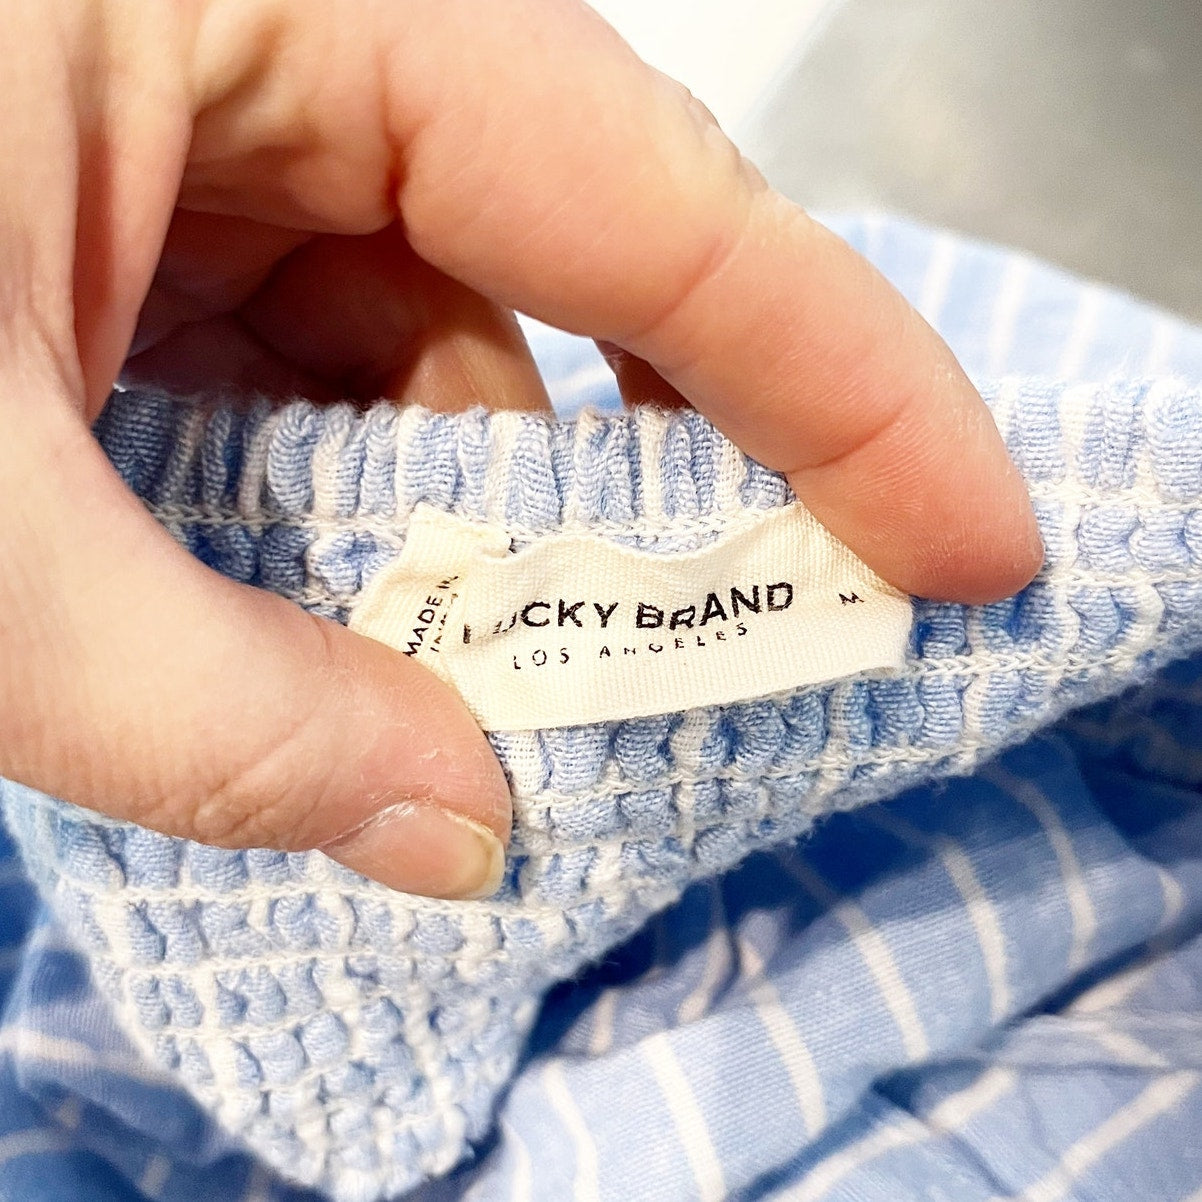 LUCKY BRAND
LOS ANGELES
M
MADE IN